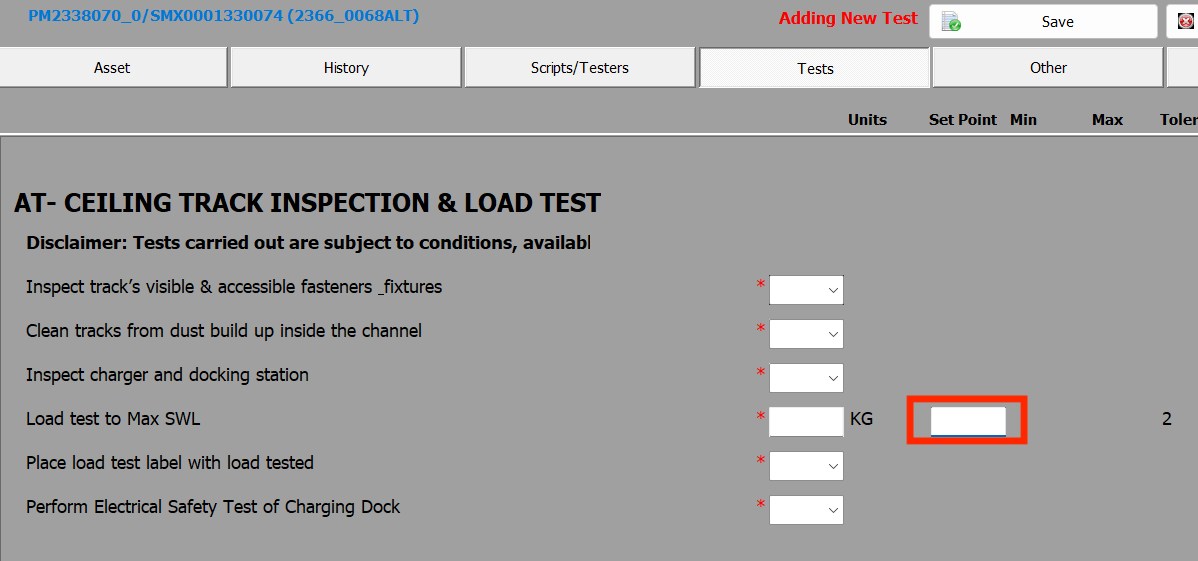 PM2338070_0/SMX0001330074 (2366_0068ALT) Adding New Test Save
Asset History Scripts/Testers Tests Other
Units Set Point Min Max Toler
AT- CEILING TRACK INSPECTION & LOAD TEST
Disclaimer: Tests carried out are subject to conditions, availabl
Inspect track’s visible & accessible fasteners _fixtures *
Clean tracks from dust build up inside the channel *
Inspect charger and docking station *
Load test to Max SWL * KG 2
Place load test label with load tested *
Perform Electrical Safety Test of Charging Dock *